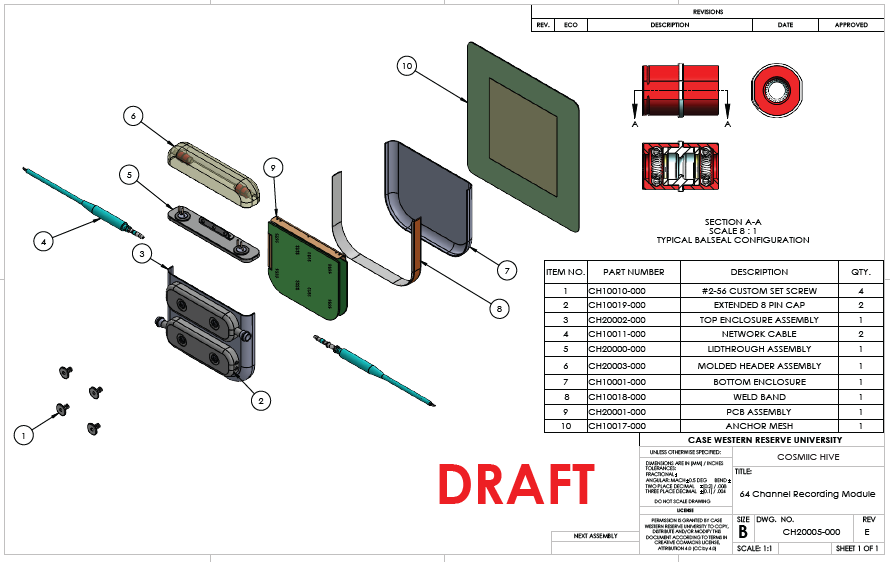 REVISIONS
REV. ECO DESCRIPTION DATE APPROVED
10
6
9
5
4
3
7
8
2
1
A A
SECTION A-A
SCALE 8 : 1
TYPICAL BALSEAL CONFIGURATION
ITEM NO. PART NUMBER DESCRIPTION QTY.
1 CH10010-000 #2-56 CUSTOM SET SCREW 4
2 CH10019-000 EXTENDED 8 PIN CAP 2
3 CH20002-000 TOP ENCLOSURE ASSEMBLY 1
4 CH10011-000 NETWORK CABLE 2
5 CH20000-000 LIDTHROUGH ASSEMBLY 1
6 CH20003-000 MOLDED HEADER ASSEMBLY 1
7 CH10001-000 BOTTOM ENCLOSURE 1
8 CH10018-000 WELD BAND 1
9 CH20001-000 PCB ASSEMBLY 1
10 CH10017-000 ANCHOR MESH 1
DRAFT
CASE WESTERN RESERVE UNIVERSITY
UNLESS OTHERWISE SPECIFIED:
DIMENSIONS ARE IN [MM] / INCHES
TOLERANCES:
FRACTIONAL ±
ANGULAR: MACH±0.5 DEG BEND ±
TWO PLACE DECIMAL ±[0.2] / .008
THREE PLACE DECIMAL ±[0.1] / .004
DO NOT SCALE DRAWING
LICENSE
PERMISSION IS GRANTED BY CASE
WESTERN RESERVE UNIVERSITY TO COPY,
DISTRIBUTE AND/OR MODIFY THIS
DOCUMENT ACCORDING TO TERMS IN
CREATIVE COMMONS LICENSE,
ATTRIBUTION 4.0 (CC by 4.0)
NEXT ASSEMBLY
COSMIIC HIVE
TITLE:
64 Channel Recording Module
SIZE DWG. NO. REV
B CH20005-000 E
SCALE: 1:1 SHEET 1 OF 1